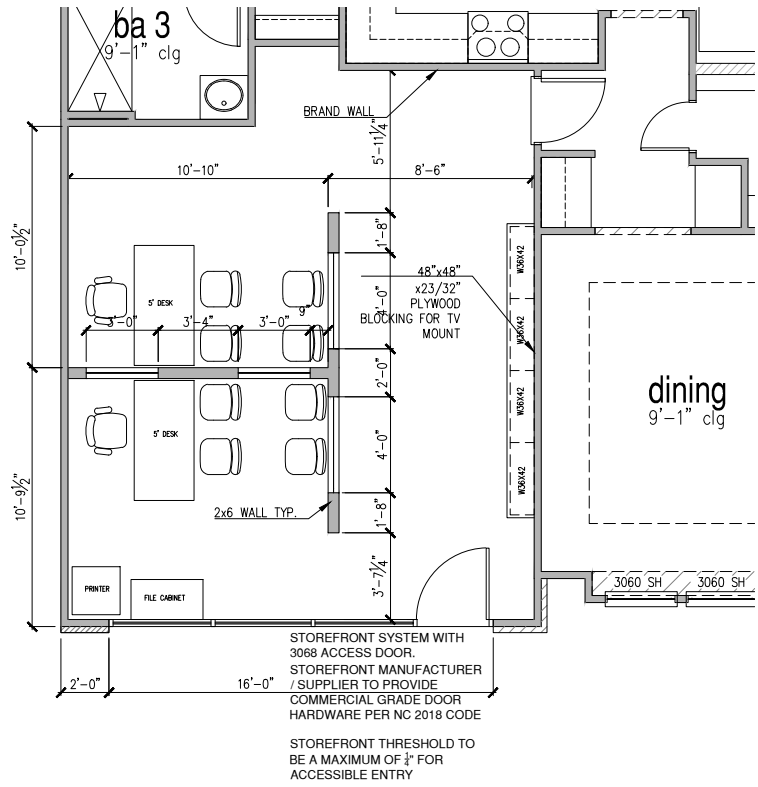 ba 3
9'-1" clg
BRAND WALL
5'-11¼"
10'-10"
8'-6"
10'-0½"
1'-8"
W36X42
48"x48"
x23/32"
PLYWOOD
BLOCKING FOR TV
MOUNT
4'-0"
5' DESK
9"
3'-0"
3'-4"
3'-0"
W36X42
2'-0"
dining
9'-1" clg
W36X42
5' DESK
4'-0"
W36X42
10'-9½"
2x6 WALL TYP.
1'-8"
3'-7¼"
PRINTER
FILE CABINET
3060 SH
3060 SH
STOREFRONT SYSTEM WITH
3068 ACCESS DOOR.
STOREFRONT MANUFACTURER
/ SUPPLIER TO PROVIDE
COMMERCIAL GRADE DOOR
HARDWARE PER NC 2018 CODE
2'-0"
16'-0"
STOREFRONT THRESHOLD TO
BE A MAXIMUM OF ¼" FOR
ACCESSIBLE ENTRY